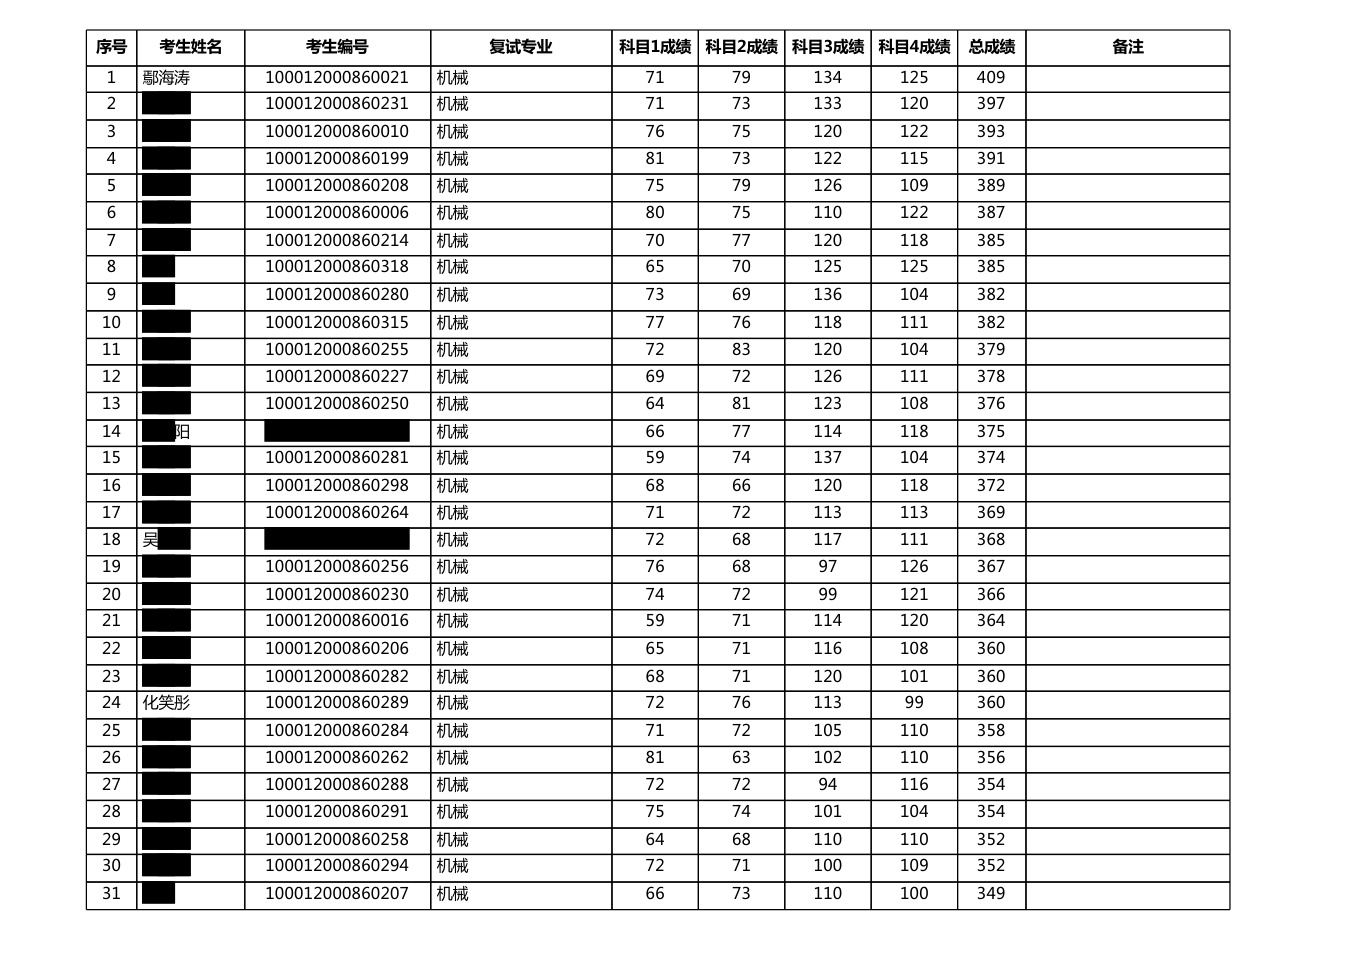 序号 考生姓名 考生编号 复试专业 科目1成绩 科目2成绩 科目3成绩 科目4成绩 总成绩 备注
1 鄢海涛 100012000860021 机械 71 79 134 125 409
2 100012000860231 机械 71 73 133 120 397
3 100012000860010 机械 76 75 120 122 393
4 100012000860199 机械 81 73 122 115 391
5 100012000860208 机械 75 79 126 109 389
6 100012000860006 机械 80 75 110 122 387
7 100012000860214 机械 70 77 120 118 385
8 100012000860318 机械 65 70 125 125 385
9 100012000860280 机械 73 69 136 104 382
10 100012000860315 机械 77 76 118 111 382
11 100012000860255 机械 72 83 120 104 379
12 100012000860227 机械 69 72 126 111 378
13 100012000860250 机械 64 81 123 108 376
14 阳 机械 66 77 114 118 375
15 100012000860281 机械 59 74 137 104 374
16 100012000860298 机械 68 66 120 118 372
17 100012000860264 机械 71 72 113 113 369
18 吴 机械 72 68 117 111 368
19 100012000860256 机械 76 68 97 126 367
20 100012000860230 机械 74 72 99 121 366
21 100012000860016 机械 59 71 114 120 364
22 100012000860206 机械 65 71 116 108 360
23 100012000860282 机械 68 71 120 101 360
24 化笑彤 100012000860289 机械 72 76 113 99 360
25 100012000860284 机械 71 72 105 110 358
26 100012000860262 机械 81 63 102 110 356
27 100012000860288 机械 72 72 94 116 354
28 100012000860291 机械 75 74 101 104 354
29 100012000860258 机械 64 68 110 110 352
30 100012000860294 机械 72 71 100 109 352
31 100012000860207 机械 66 73 110 100 349